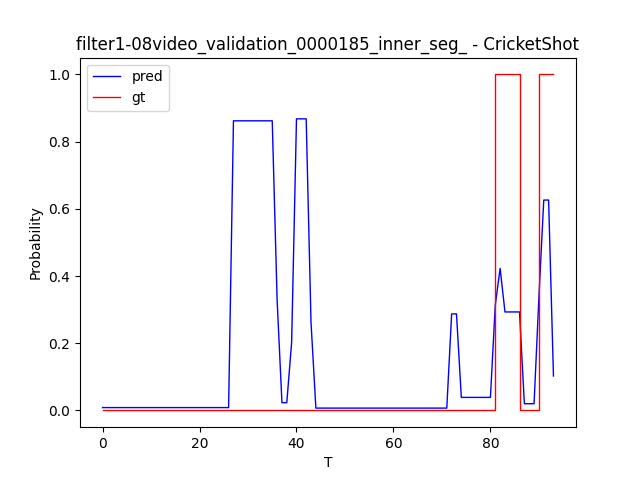 filter1-08video_validation_0000185_inner_seg_ - CricketShot
pred
gt
1.0
0.8
0.6
0.4
0.2
0.0
Probability
0
20
40
60
80
T